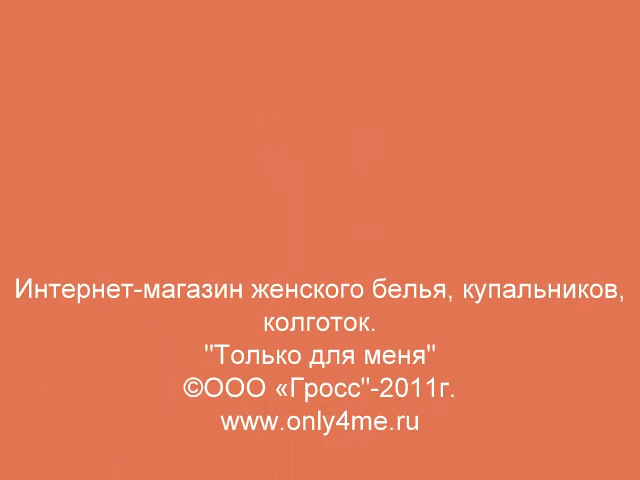 Интернет-магазин женского белья, купальников,
колготок.
"Только для меня"
©ООО «Гросс"-2011г.
www.only4me.ru